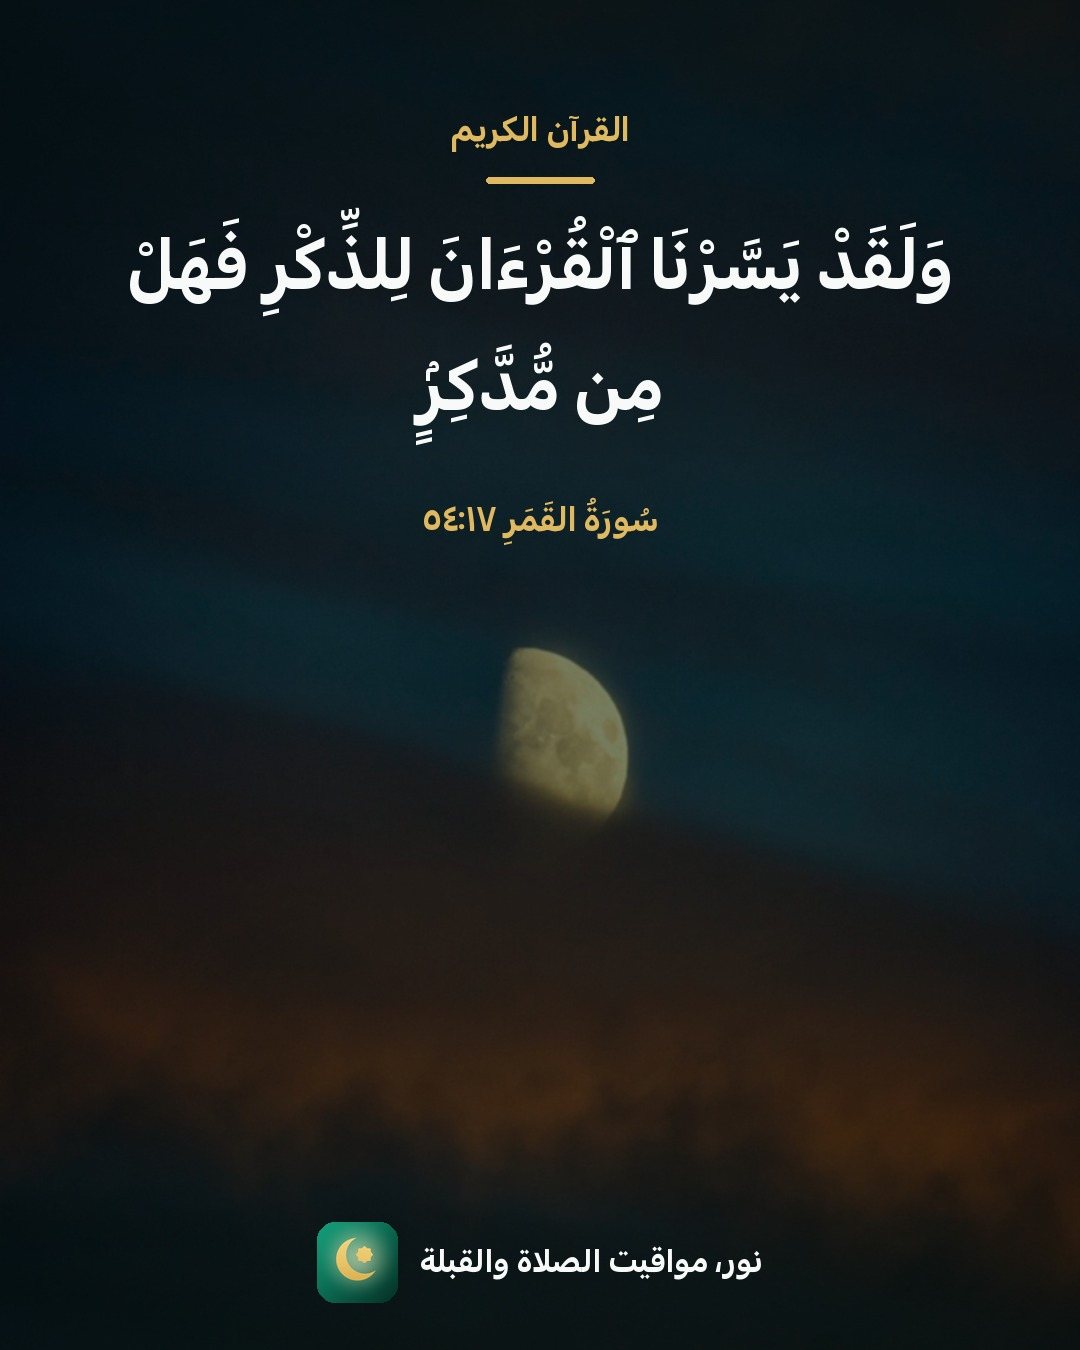 القرآن الكريم
وَلَقَدْ يَسَّرْنَا ٱلْقُرْءَانَ لِلذِّكْرِ فَهَلْ
مِن مُّدَّكِرٍۢ
سُورَةُ القَمَرِ ٥٤:١٧
نور، مواقيت الصلاة والقبلة